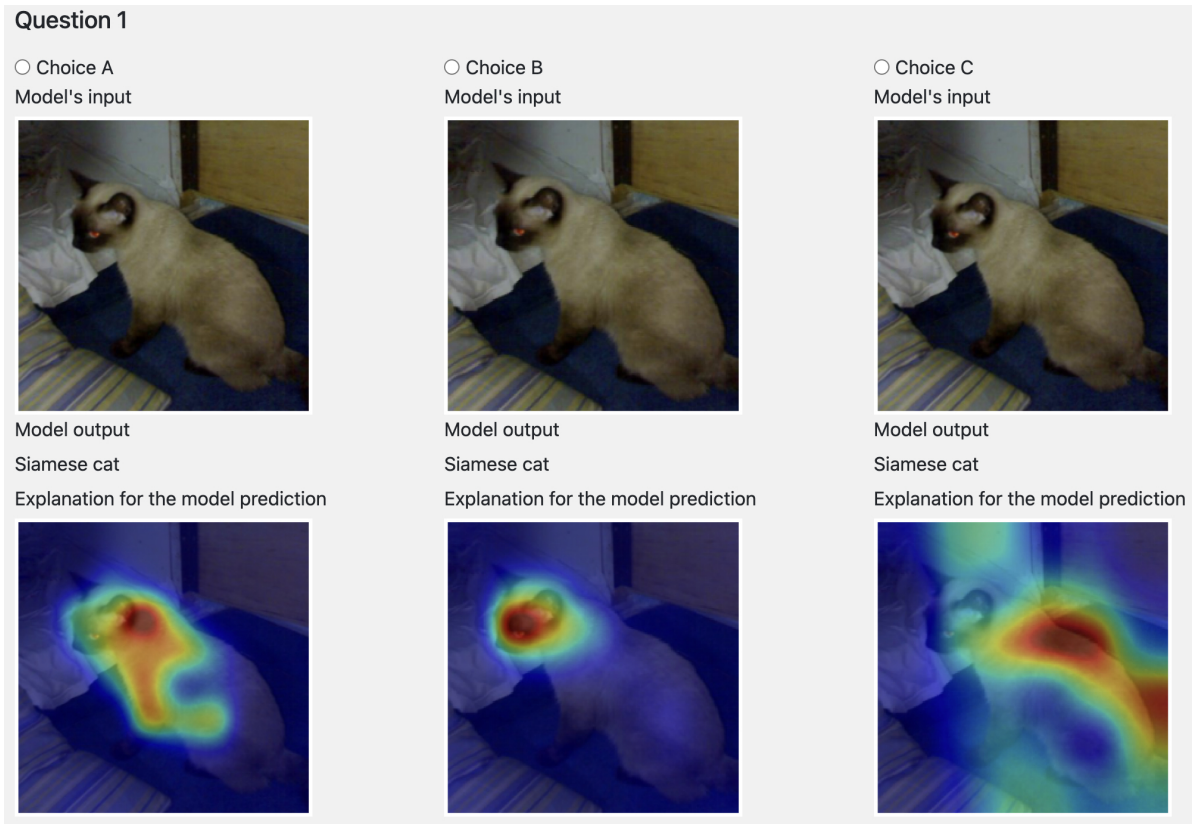 Question 1
Choice A
Choice B
Choice C
Model's input
Model's input
Model's input
Model output
Model output
Model output
Siamese cat
Siamese cat
Siamese cat
Explanation for the model prediction
Explanation for the model prediction
Explanation for the model prediction